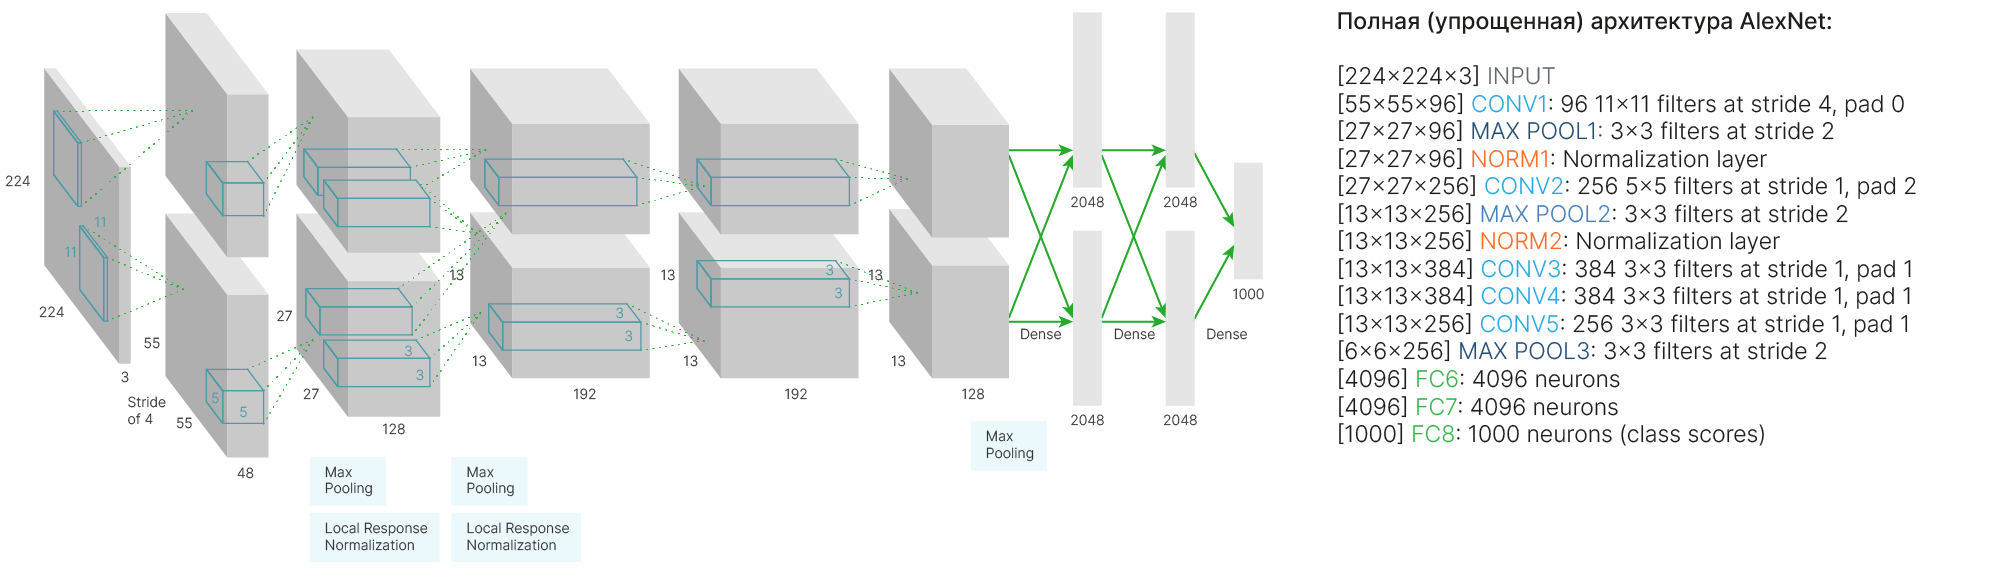 224
11
11
224
3
55
Stride
of 4
55
5
5
48
27
27
3
3
128
13
13
3
3
192
13
13
3
3
192
13
13
128
Max
Pooling
Local Response
Normalization
Max
Pooling
Local Response
Normalization
Max
Pooling
2048
2048
Dense
2048
Dense
2048
Dense
1000
Полная (упрощенная) архитектура AlexNet:
[224×224×3] INPUT
[55×55×96] CONV1: 96 11×11 filters at stride 4, pad 0
[27×27×96] MAX POOL1: 3×3 filters at stride 2
[27×27×96] NORM1: Normalization layer
[27×27×256] CONV2: 256 5×5 filters at stride 1, pad 2
[13×13×256] MAX POOL2: 3×3 filters at stride 2
[13×13×256] NORM2: Normalization layer
[13×13×384] CONV3: 384 3×3 filters at stride 1, pad 1
[13×13×384] CONV4: 384 3×3 filters at stride 1, pad 1
[13×13×256] CONV5: 256 3×3 filters at stride 1, pad 1
[6×6×256] MAX POOL3: 3×3 filters at stride 2
[4096] FC6: 4096 neurons
[4096] FC7: 4096 neurons
[1000] FC8: 1000 neurons (class scores)